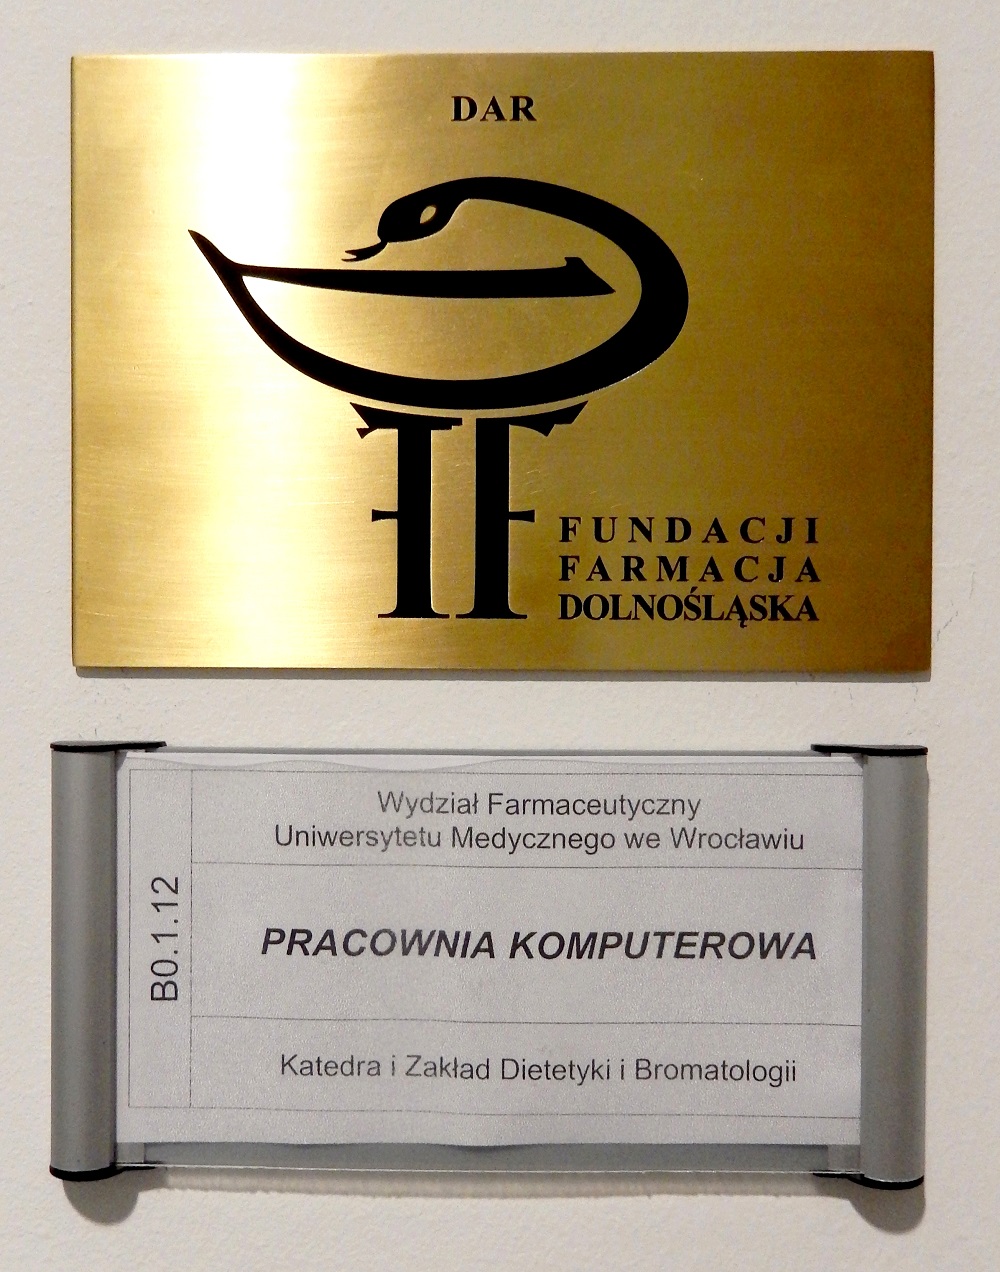 DAR
FF
FUNDACJI
FARMACJA
DOLNOŚLĄSKA
Wydział Farmaceutyczny
Uniwersytetu Medycznego we Wrocławiu
B0.1.12
PRACOWNIA KOMPUTEROWA
Katedra i Zakład Dietetyki i Bromatologii